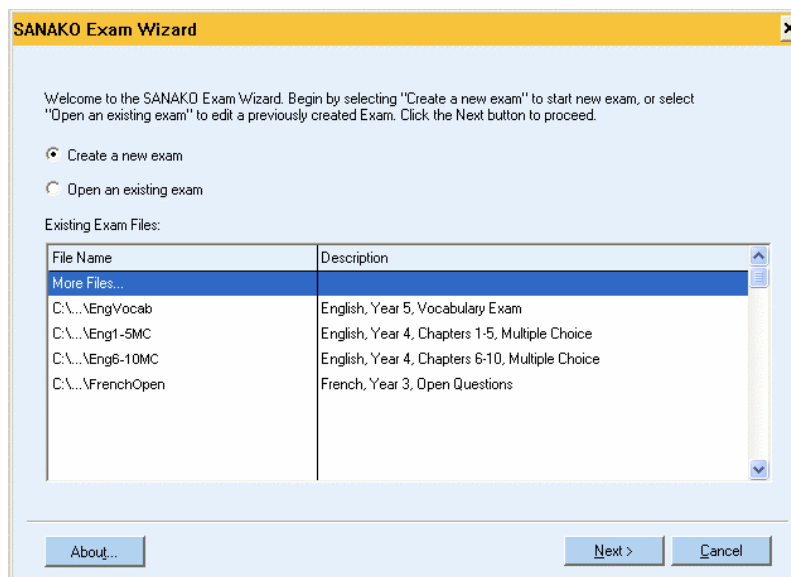 SANAKO Exam Wizard
Welcome to the SANAKO Exam Wizard. Begin by selecting "Create a new exam" to start new exam, or select
"Open an existing exam" to edit a previously created Exam. Click the Next button to proceed.
Create a new exam
Open an existing exam
Existing Exam Files:
File Name Description
More Files...
C:\...\EngVocab English, Year 5, Vocabulary Exam
C:\...\Eng1-5MC English, Year 4, Chapters 1-5, Multiple Choice
C:\...\Eng6-10MC English, Year 4, Chapters 6-10, Multiple Choice
C:\...\FrenchOpen French, Year 3, Open Questions
About... Next > Cancel